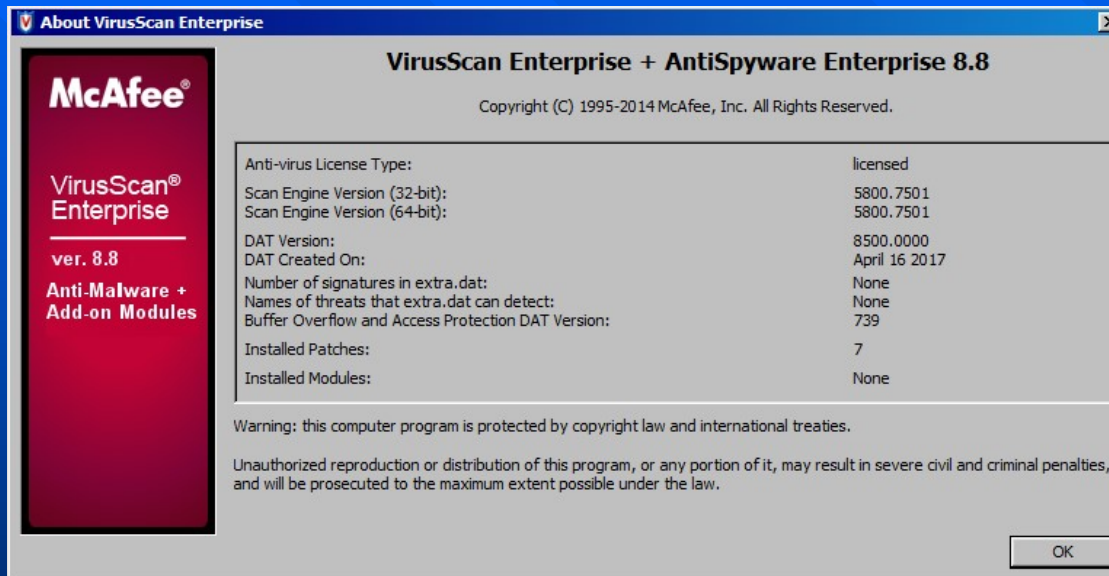 About VirusScan Enterprise
McAfee®
VirusScan®
Enterprise
ver. 8.8
Anti-Malware +
Add-on Modules
VirusScan Enterprise + AntiSpyware Enterprise 8.8
Copyright (C) 1995-2014 McAfee, Inc. All Rights Reserved.
Anti-virus License Type: licensed
Scan Engine Version (32-bit): 5800.7501
Scan Engine Version (64-bit): 5800.7501
DAT Version: 8500.0000
DAT Created On: April 16 2017
Number of signatures in extra.dat: None
Names of threats that extra.dat can detect: None
Buffer Overflow and Access Protection DAT Version: 739
Installed Patches: 7
Installed Modules: None
Warning: this computer program is protected by copyright law and international treaties.
Unauthorized reproduction or distribution of this program, or any portion of it, may result in severe civil and criminal penalties,
and will be prosecuted to the maximum extent possible under the law.
OK